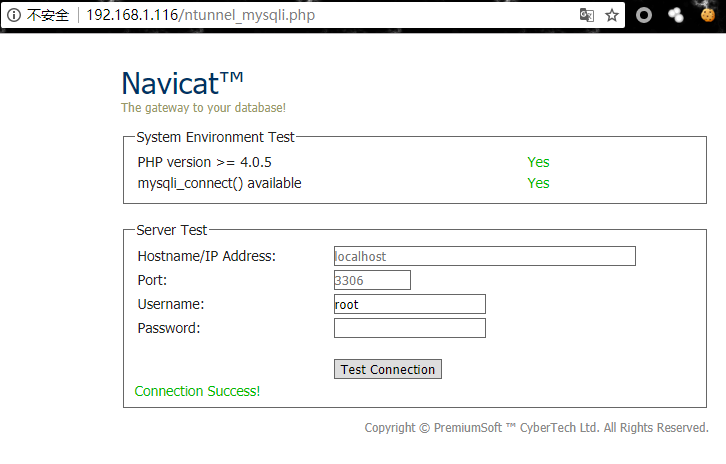 不安全 192.168.1.116/ntunnel_mysqli.php
Navicat™
The gateway to your database!
System Environment Test
PHP version >= 4.0.5 Yes
mysqli_connect() available Yes
Server Test
Hostname/IP Address: localhost
Port: 3306
Username: root
Password:
Test Connection
Connection Success!
Copyright © PremiumSoft ™ CyberTech Ltd. All Rights Reserved.